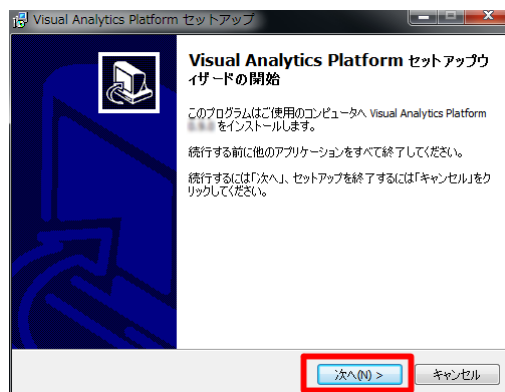 Visual Analytics Platform セットアップ
Visual Analytics Platform セットアップウ
ィザードの開始
このプログラムはご使用のコンピュータへ Visual Analytics Platform
をインストールします。
続行する前に他のアプリケーションをすべて終了してください。
続行するには「次へ」、セットアップを終了するには「キャンセル」をク
リックしてください。
次へ(N) >
キャンセル